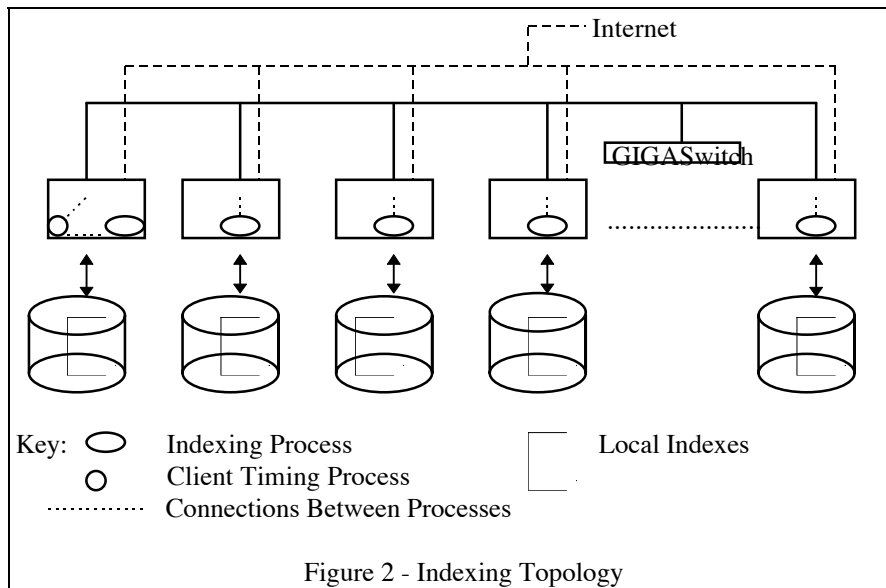 Internet
GIGASwitch
Key: Indexing Process Local Indexes
Client Timing Process
Connections Between Processes
Figure 2 - Indexing Topology